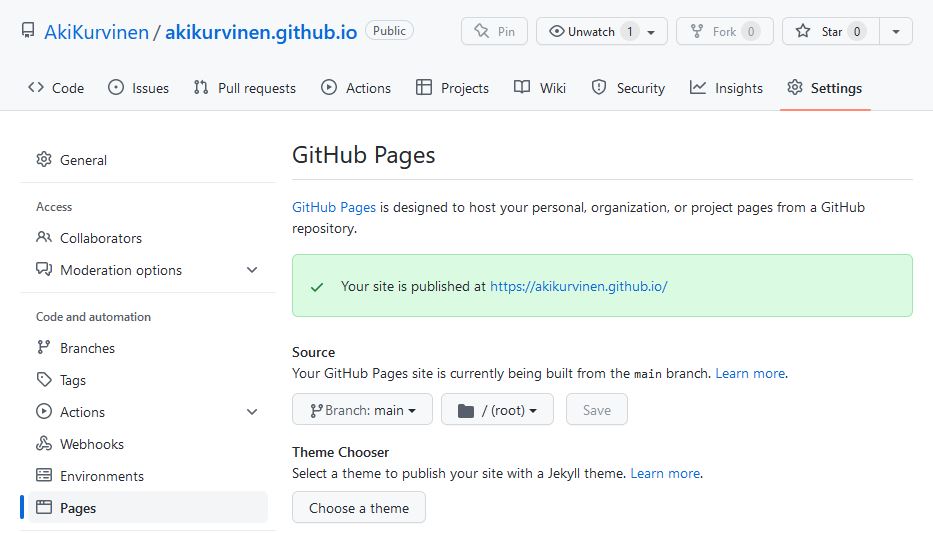 AkiKurvinen / akikurvinen.github.io Public
Pin
Unwatch 1
Fork 0
Star 0
Code
Issues
Pull requests
Actions
Projects
Wiki
Security
Insights
Settings
General
Access
Collaborators
Moderation options
Code and automation
Branches
Tags
Actions
Webhooks
Environments
Pages
GitHub Pages
GitHub Pages is designed to host your personal, organization, or project pages from a GitHub
repository.
Your site is published at https://akikurvinen.github.io/
Source
Your GitHub Pages site is currently being built from the main branch. Learn more.
Branch: main
/ (root)
Save
Theme Chooser
Select a theme to publish your site with a Jekyll theme. Learn more.
Choose a theme